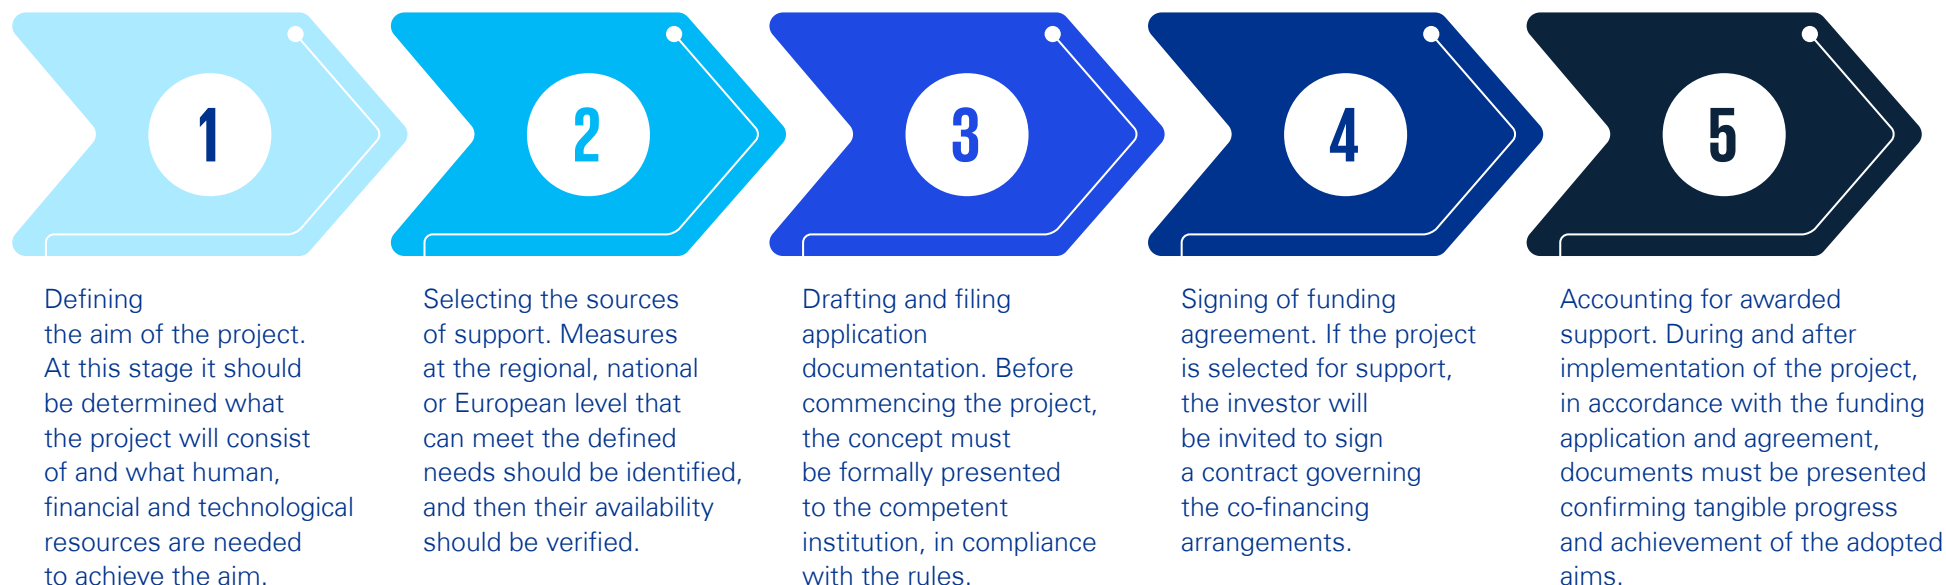 1
Defining
the aim of the project.
At this stage it should
be determined what
the project will consist
of and what human,
financial and technological
resources are needed
to achieve the aim.
2
Selecting the sources
of support. Measures
at the regional, national
or European level that
can meet the defined
needs should be identified,
and then their availability
should be verified.
3
Drafting and filing
application
documentation. Before
commencing the project,
the concept must
be formally presented
to the competent
institution, in compliance
with the rules.
4
Signing of funding
agreement. If the project
is selected for support,
the investor will
be invited to sign
a contract governing
the co-financing
arrangements.
5
Accounting for awarded
support. During and after
implementation of the project,
in accordance with the funding
application and agreement,
documents must be presented
confirming tangible progress
and achievement of the adopted
aims.